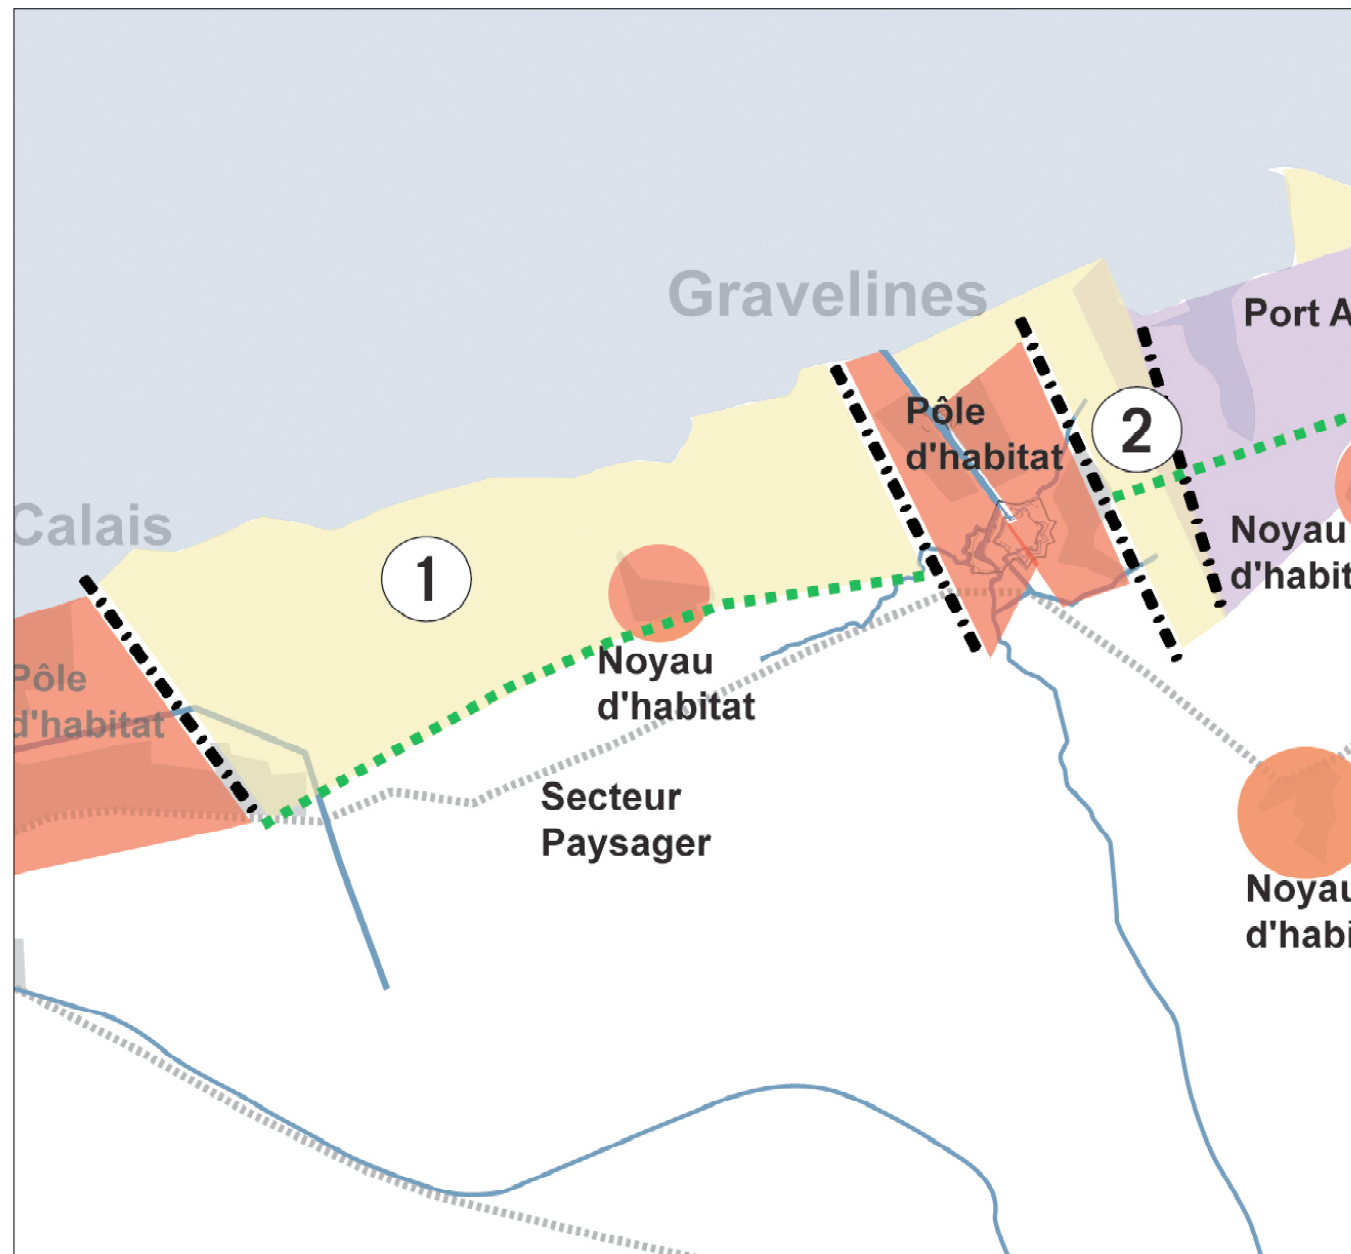 Gravelines
Port A
Pôle
d'habitat
2
Calais
Noyau
d'habit
1
Pôle
d'habitat
Noyau
d'habitat
Secteur
Paysager
Noyau
d'habi